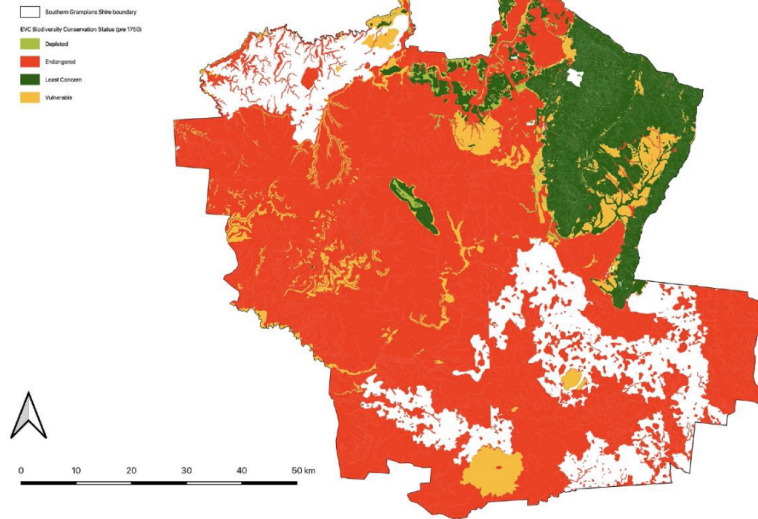 Southern Grampians Shire boundary
EVC Biodiversity Conservation Status (pre 1750)
Depleted
Endangered
Least Concern
Vulnerable
0 10 20 30 40 50 km